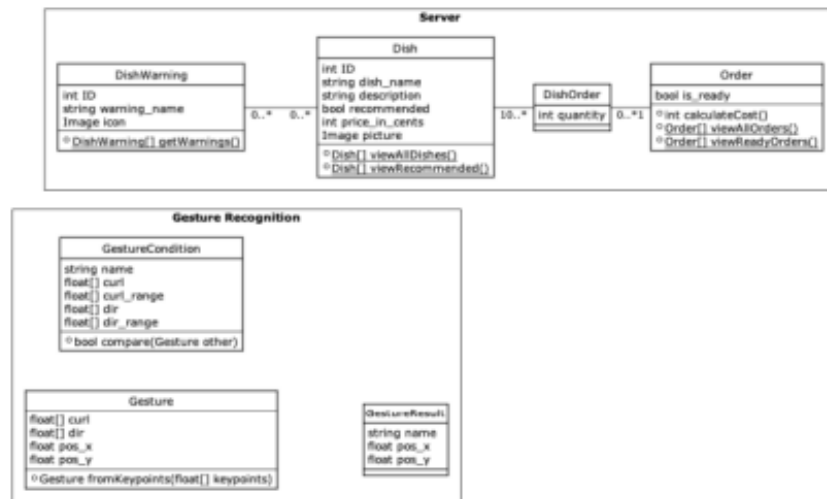 Server
DishWarning
int ID
string warning_name
Image icon
DishWarning[] getWarnings()
0..*
0..*
Dish
int ID
string dish_name
string description
bool recommended
int price_in_cents
Image picture
Dish[] viewAllDishes()
Dish[] viewRecommended()
10..*
DishOrder
int quantity
0..*1
Order
bool is_ready
int calculateCost()
Order[] viewAllOrders()
Order[] viewReadyOrders()
Gesture Recognition
GestureCondition
string name
float[] curl
float[] curl_range
float[] dir
float[] dir_range
bool compare(Gesture other)
Gesture
float[] curl
float[] dir
float pos_x
float pos_y
Gesture fromKeypoints(float[] keypoints)
GestureResult
string name
float pos_x
float pos_y